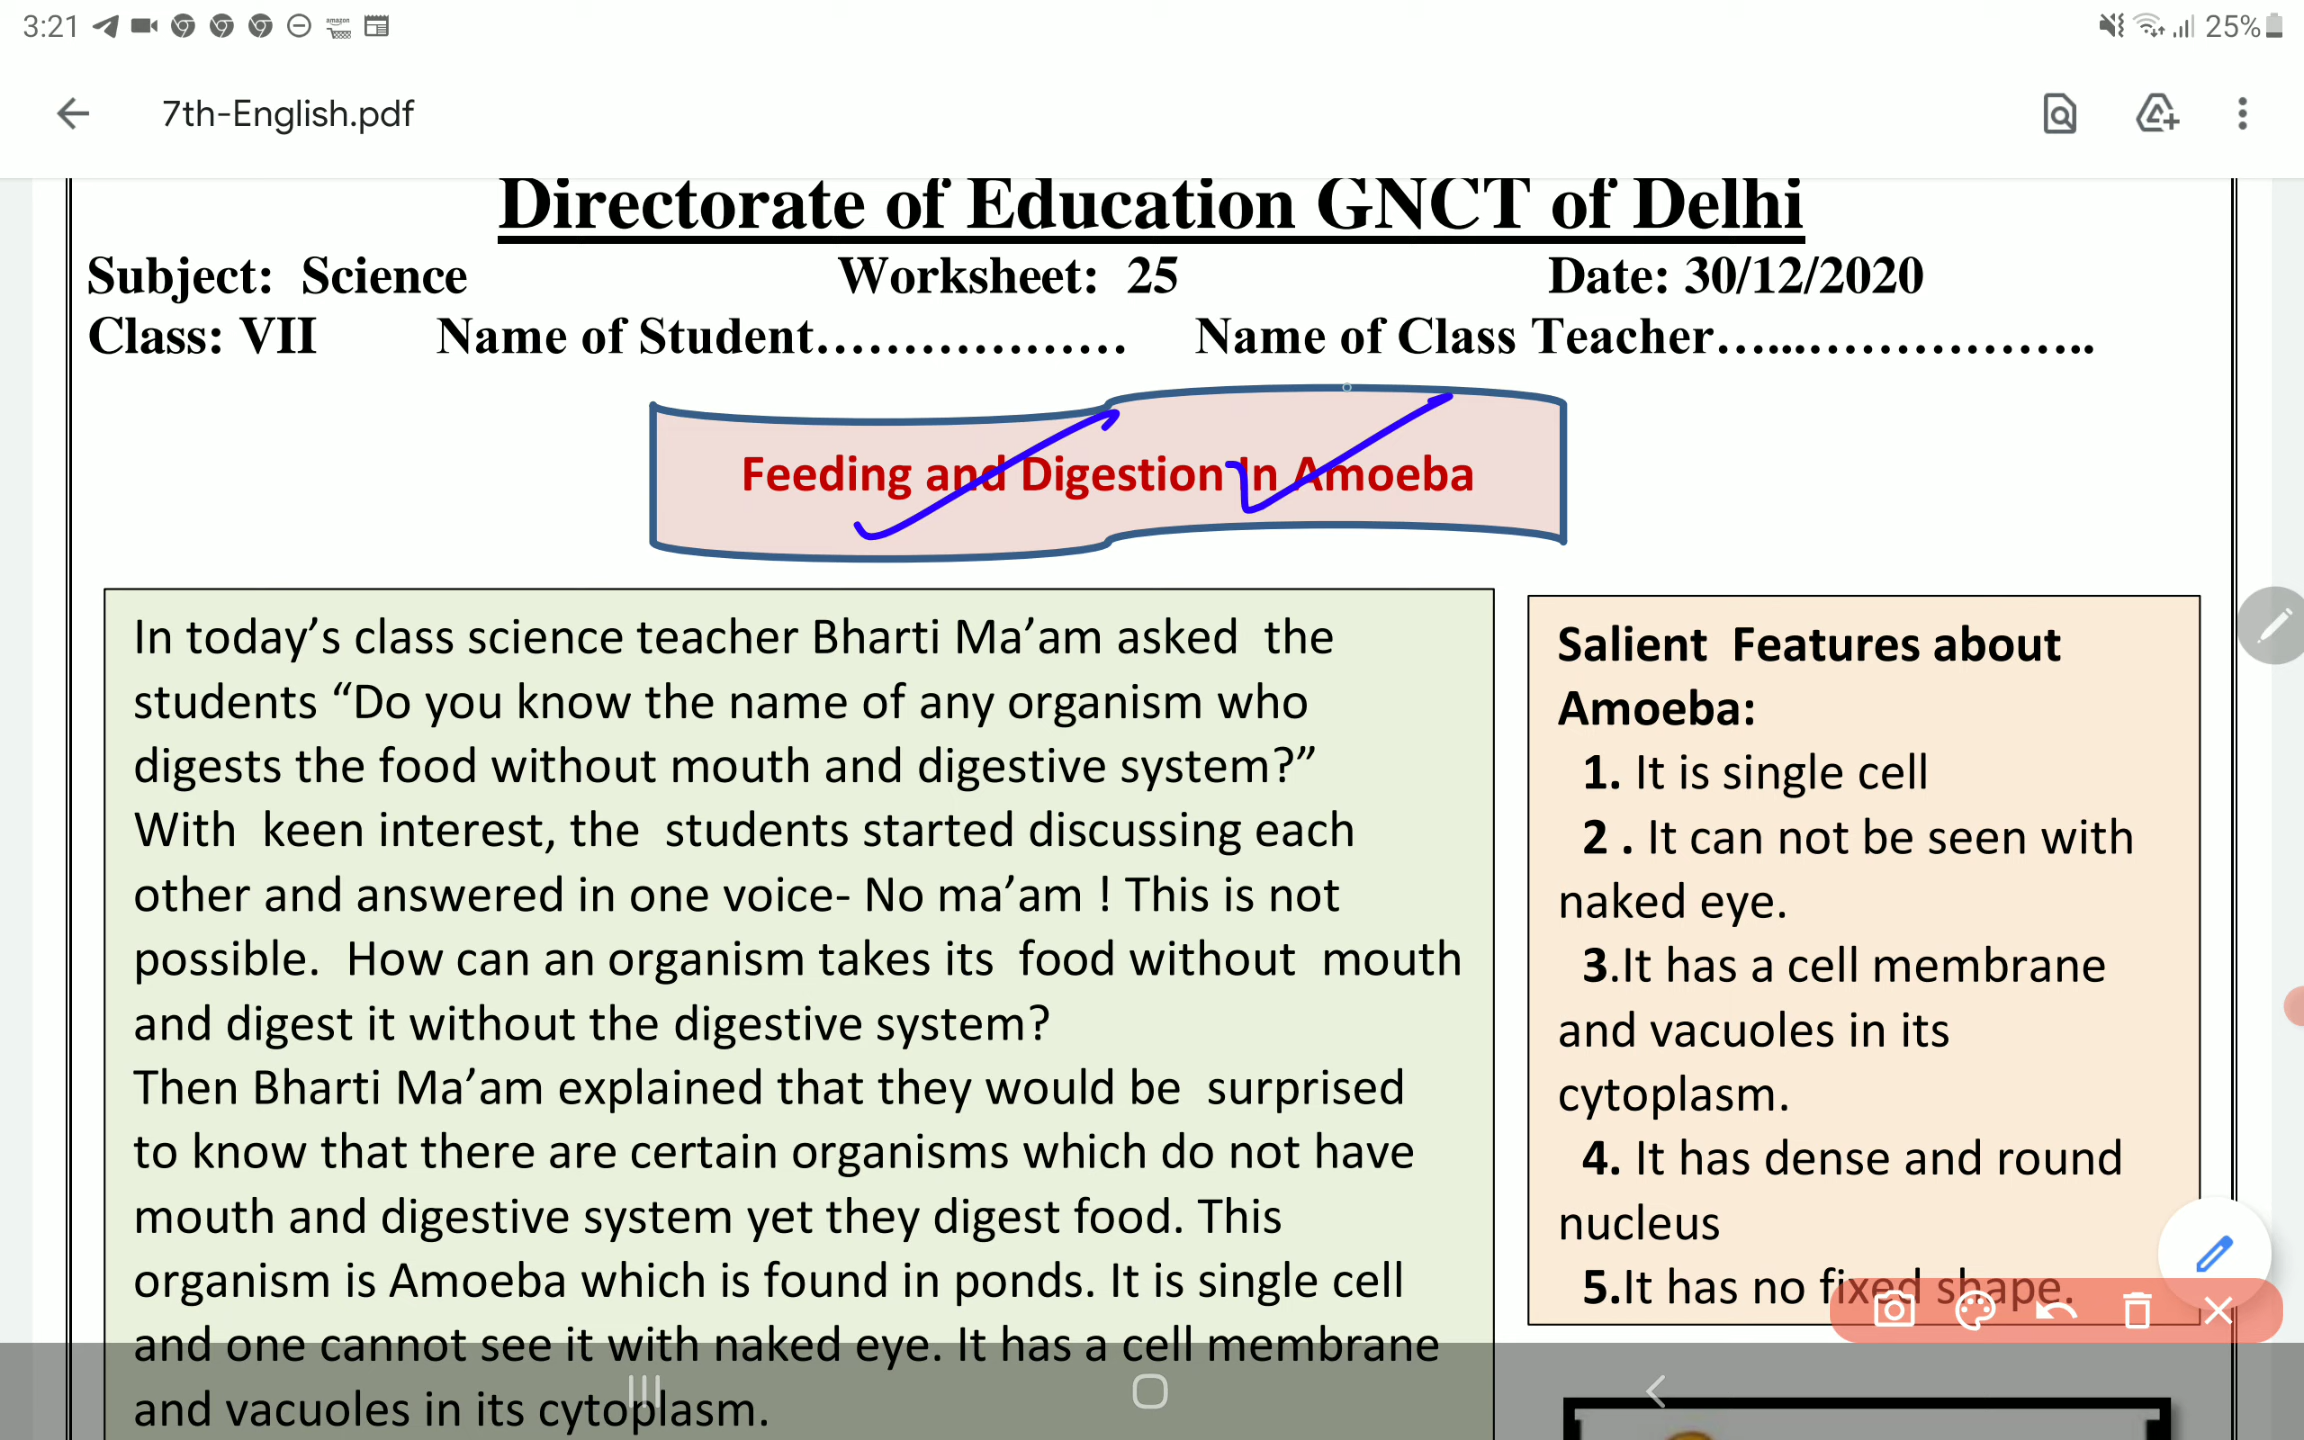 3:21
25%
7th-English.pdf
Directorate of Education GNCT of Delhi
Subject:  Science Worksheet:  25 Date: 30/12/2020
Class: VII Name of Student.................. Name of Class Teacher........................
Feeding and Digestion In Amoeba
In today’s class science teacher Bharti Ma’am asked  the
students “Do you know the name of any organism who
digests the food without mouth and digestive system?”
With  keen interest, the  students started discussing each
other and answered in one voice- No ma’am ! This is not
possible.  How can an organism takes its  food without  mouth
and digest it without the digestive system?
Then Bharti Ma’am explained that they would be  surprised
to know that there are certain organisms which do not have
mouth and digestive system yet they digest food. This
organism is Amoeba which is found in ponds. It is single cell
and one cannot see it with naked eye. It has a cell membrane
and vacuoles in its cytoplasm.
Salient  Features about
Amoeba:
1. It is single cell
2 . It can not be seen with
naked eye.
3.It has a cell membrane
and vacuoles in its
cytoplasm.
4. It has dense and round
nucleus
5.It has no fixed shape.